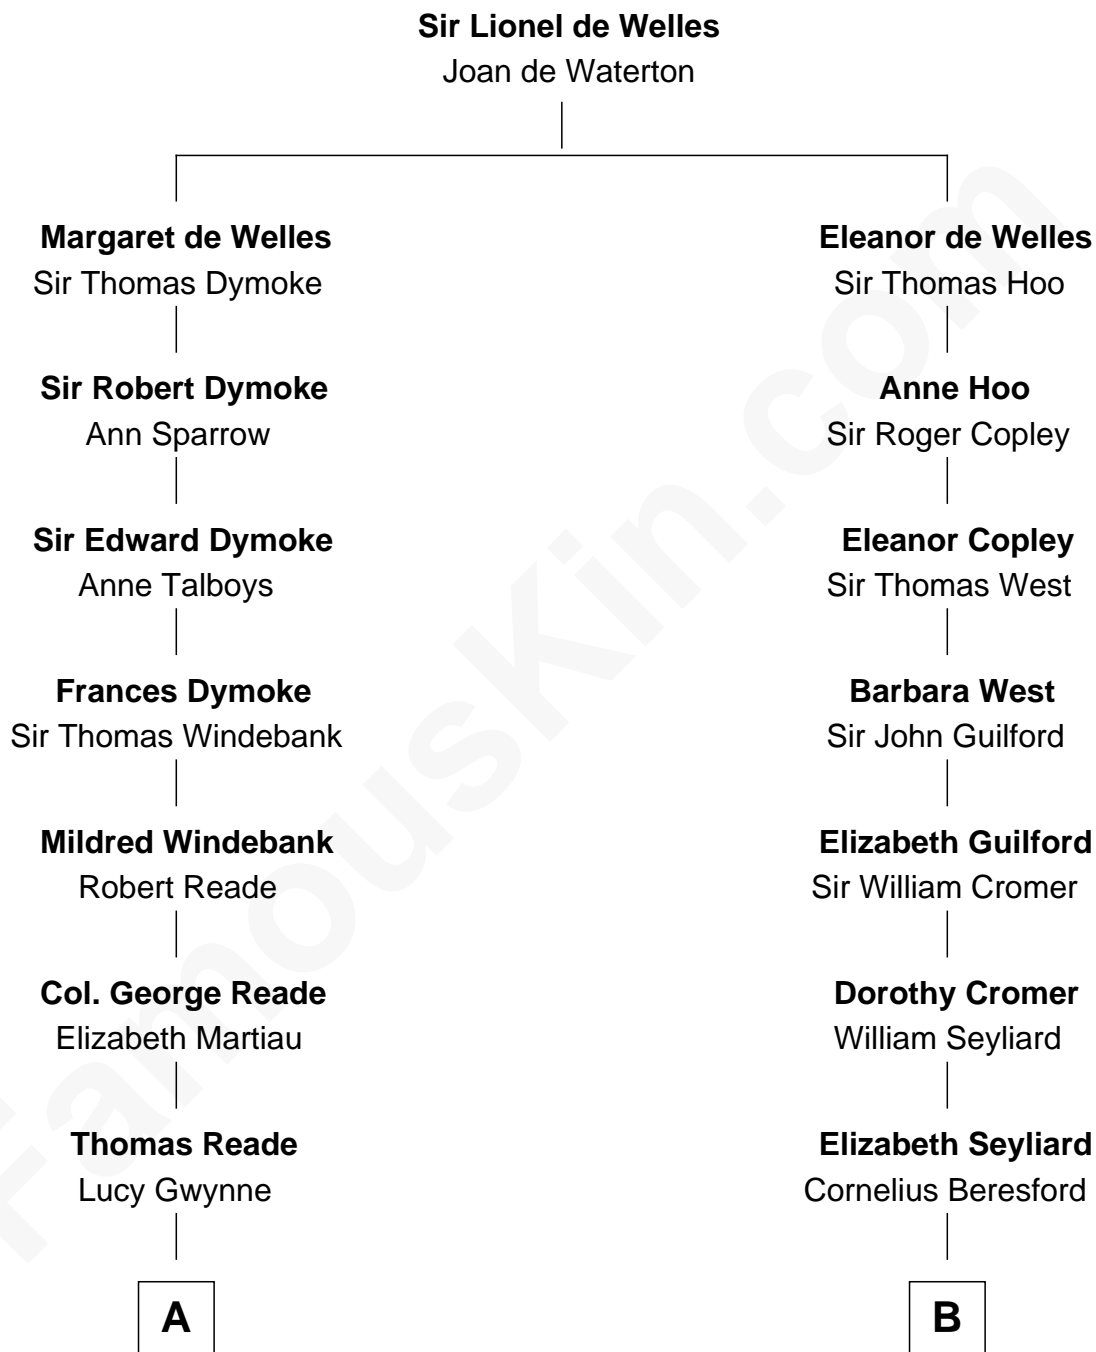 Sir Lionel de Welles
Joan de Waterton
Margaret de Welles
Sir Thomas Dymoke
Eleanor de Welles
Sir Thomas Hoo
Sir Robert Dymoke
Ann Sparrow
Anne Hoo
Sir Roger Copley
Sir Edward Dymoke
Anne Talboys
Eleanor Copley
Sir Thomas West
Frances Dymoke
Sir Thomas Windebank
Barbara West
Sir John Guilford
Mildred Windebank
Robert Reade
Elizabeth Guilford
Sir William Cromer
Col. George Reade
Elizabeth Martiau
Dorothy Cromer
William Seyliard
Thomas Reade
Lucy Gwynne
Elizabeth Seyliard
Cornelius Beresford
A
B
FamousKin.com